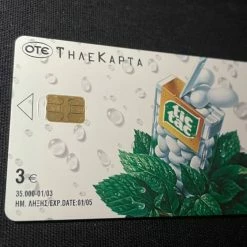 OTE ΤΗΛΕΚΑΡΤΑ
tic
tac
3 €
35.000-01/03
ΗΜ. ΛΗΞΗΣ/EXP.DATE:01/05